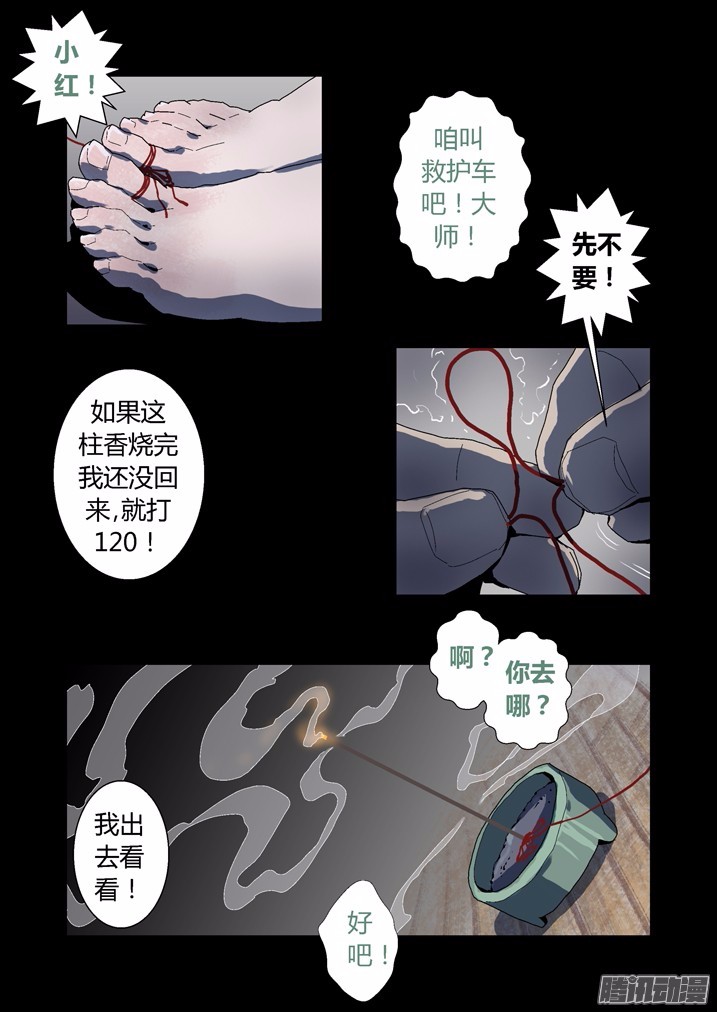 小
红！
咱叫
救护车
吧！大
师！
先不
要！
如果这
柱香烧完
我还没回
来,就打
120！
啊？
你去
哪？
我出
去看
看！
好
吧！
腾讯动漫